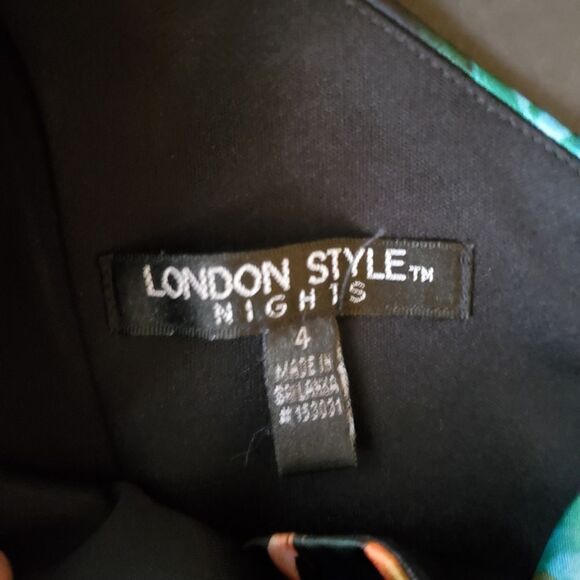 LONDON STYLE™
NIGHTS
4
MADE IN
SRI LANKA